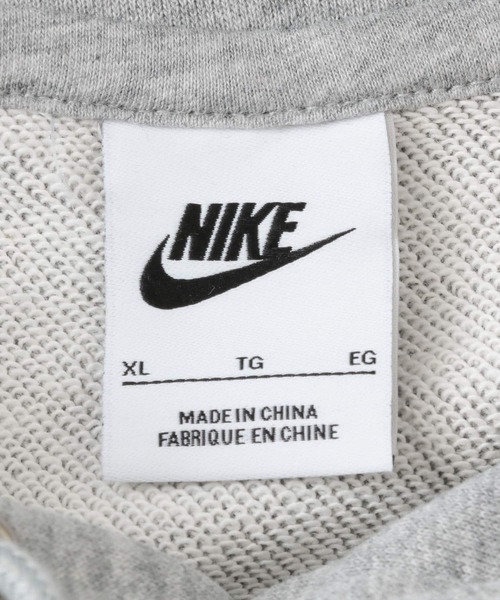 NIKE
XL TG EG
MADE IN CHINA
FABRIQUE EN CHINE